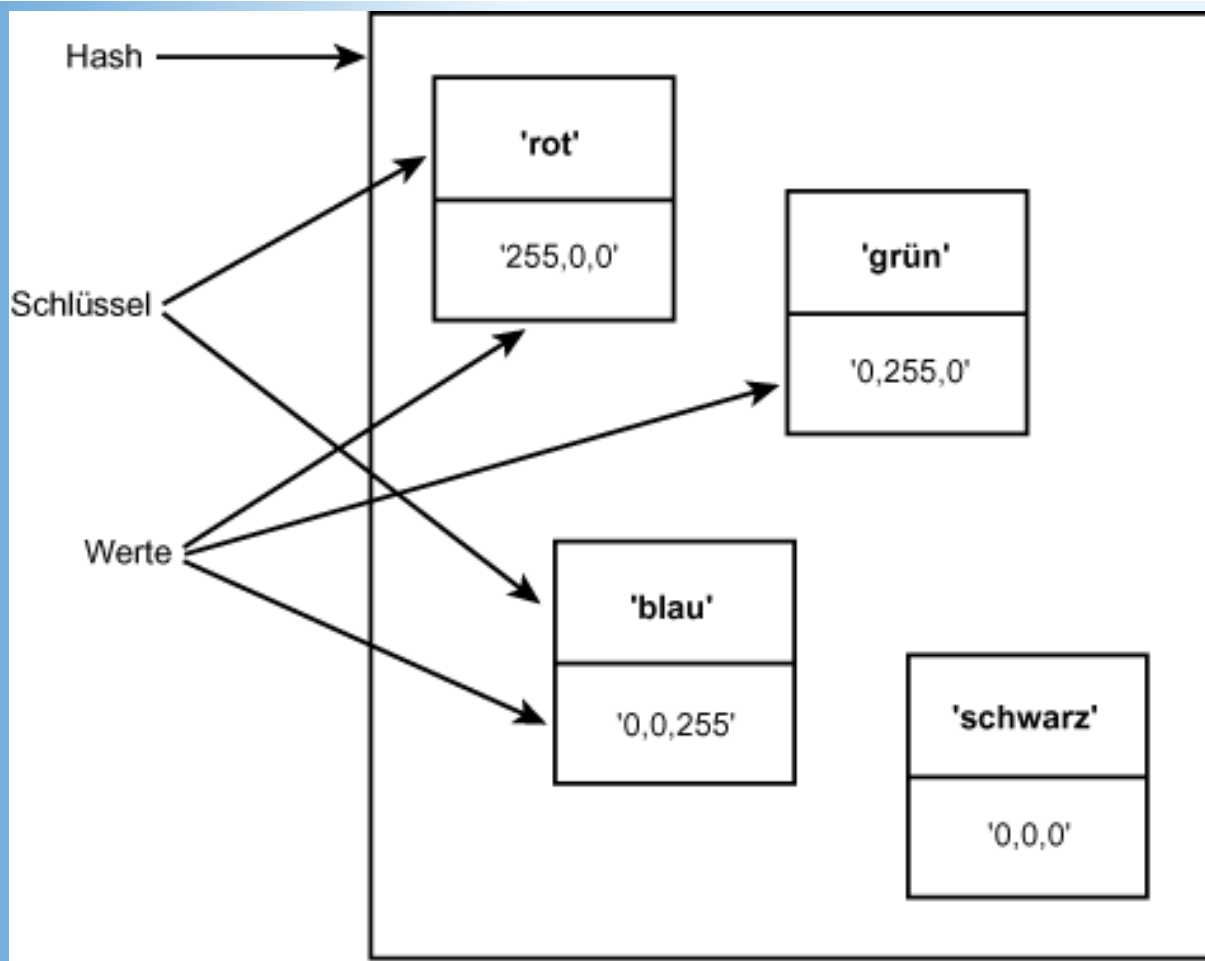 Hash
'rot'
'255,0,0'
'grün'
'0,255,0'
Schlüssel
Werte
'blau'
'0,0,255'
'schwarz'
'0,0,0'